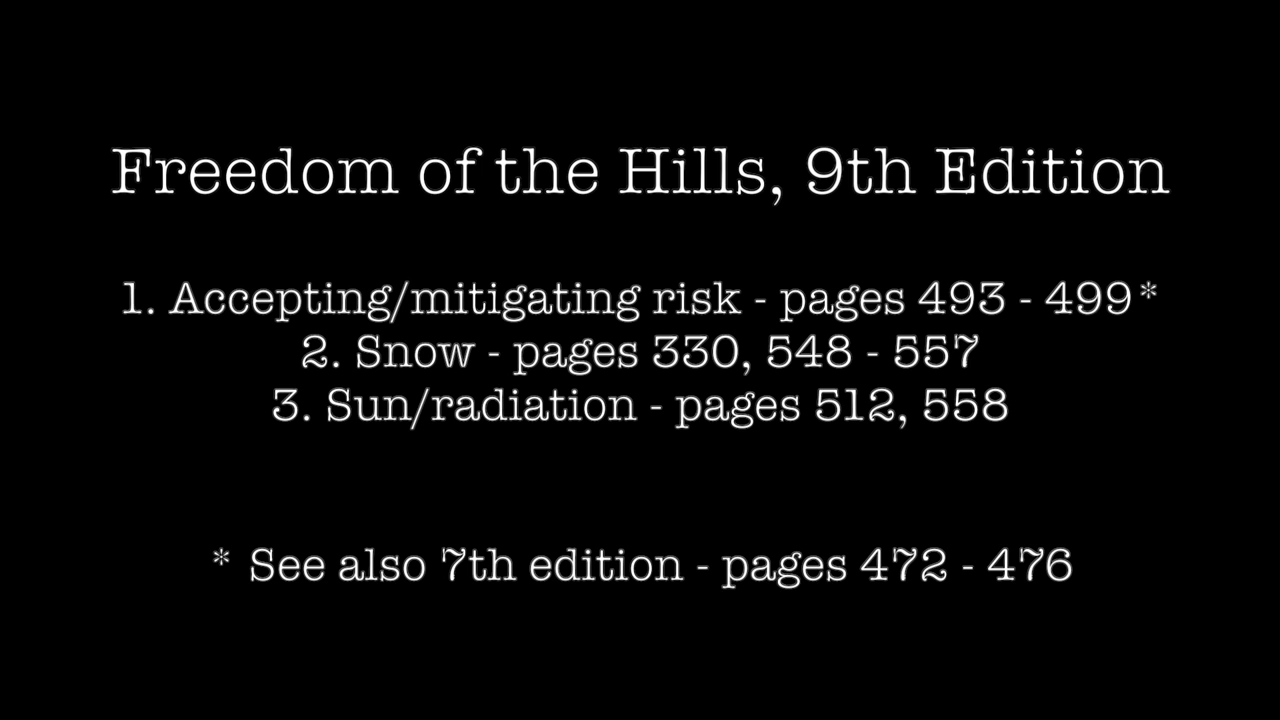 Freedom of the Hills, 9th Edition
1. Accepting/mitigating risk - pages 493 - 499*
2. Snow - pages 330, 548 - 557
3. Sun/radiation - pages 512, 558
* See also 7th edition - pages 472 - 476